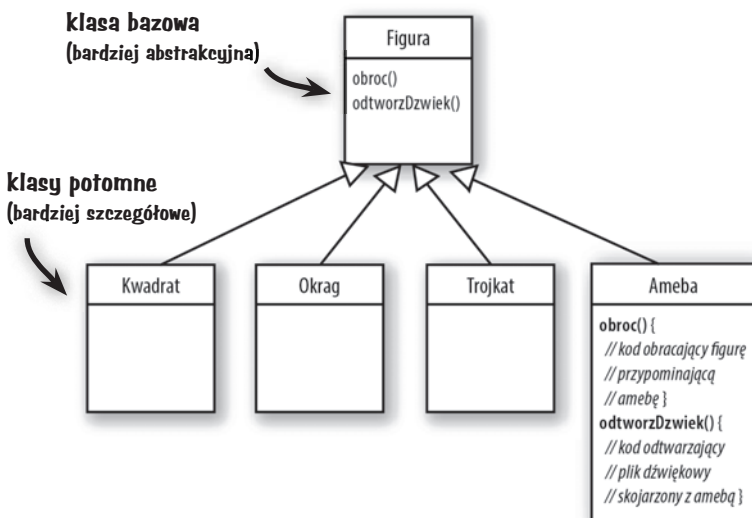 klasa bazowa
(bardziej abstrakcyjna)
Figura
obroc()
odtworzDzwiek()
klasy potomne
(bardziej szczegółowe)
Kwadrat
Okrag
Trojkat
Ameba
obroc() {
// kod obracający figurę
// przypominającą
// amebę }
odtworzDzwiek() {
// kod odtwarzający
// plik dźwiękowy
// skojarzony z amebą }